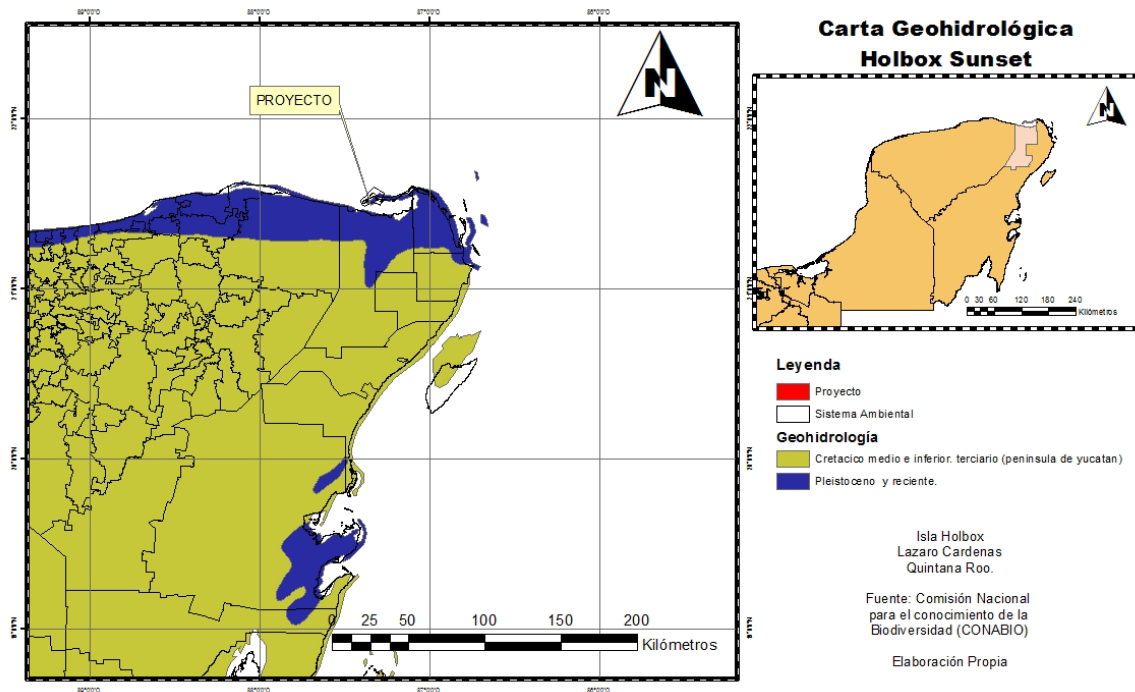 Carta Geohidrológica
Holbox Sunset
N
PROYECTO
N
0 30 60 120 180 240
Kilómetros
Leyenda
Proyecto
Sistema Ambiental
Geohidrología
Cretacico medio e inferior. terciario (peninsula de yucatan)
Pleistoceno y reciente.
Isla Holbox
Lazaro Cardenas
Quintana Roo.
Fuente: Comisión Nacional
para el conocimiento de la
Biodiversidad (CONABIO)
Elaboración Propia
0 25 50 100 150 200
Kilómetros